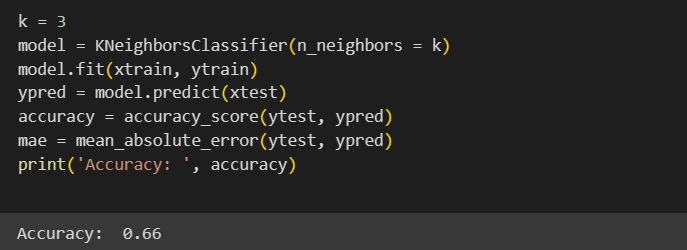 k = 3
model = KNeighborsClassifier(n_neighbors = k)
model.fit(xtrain, ytrain)
ypred = model.predict(xtest)
accuracy = accuracy_score(ytest, ypred)
mae = mean_absolute_error(ytest, ypred)
print('Accuracy: ', accuracy)
Accuracy:  0.66